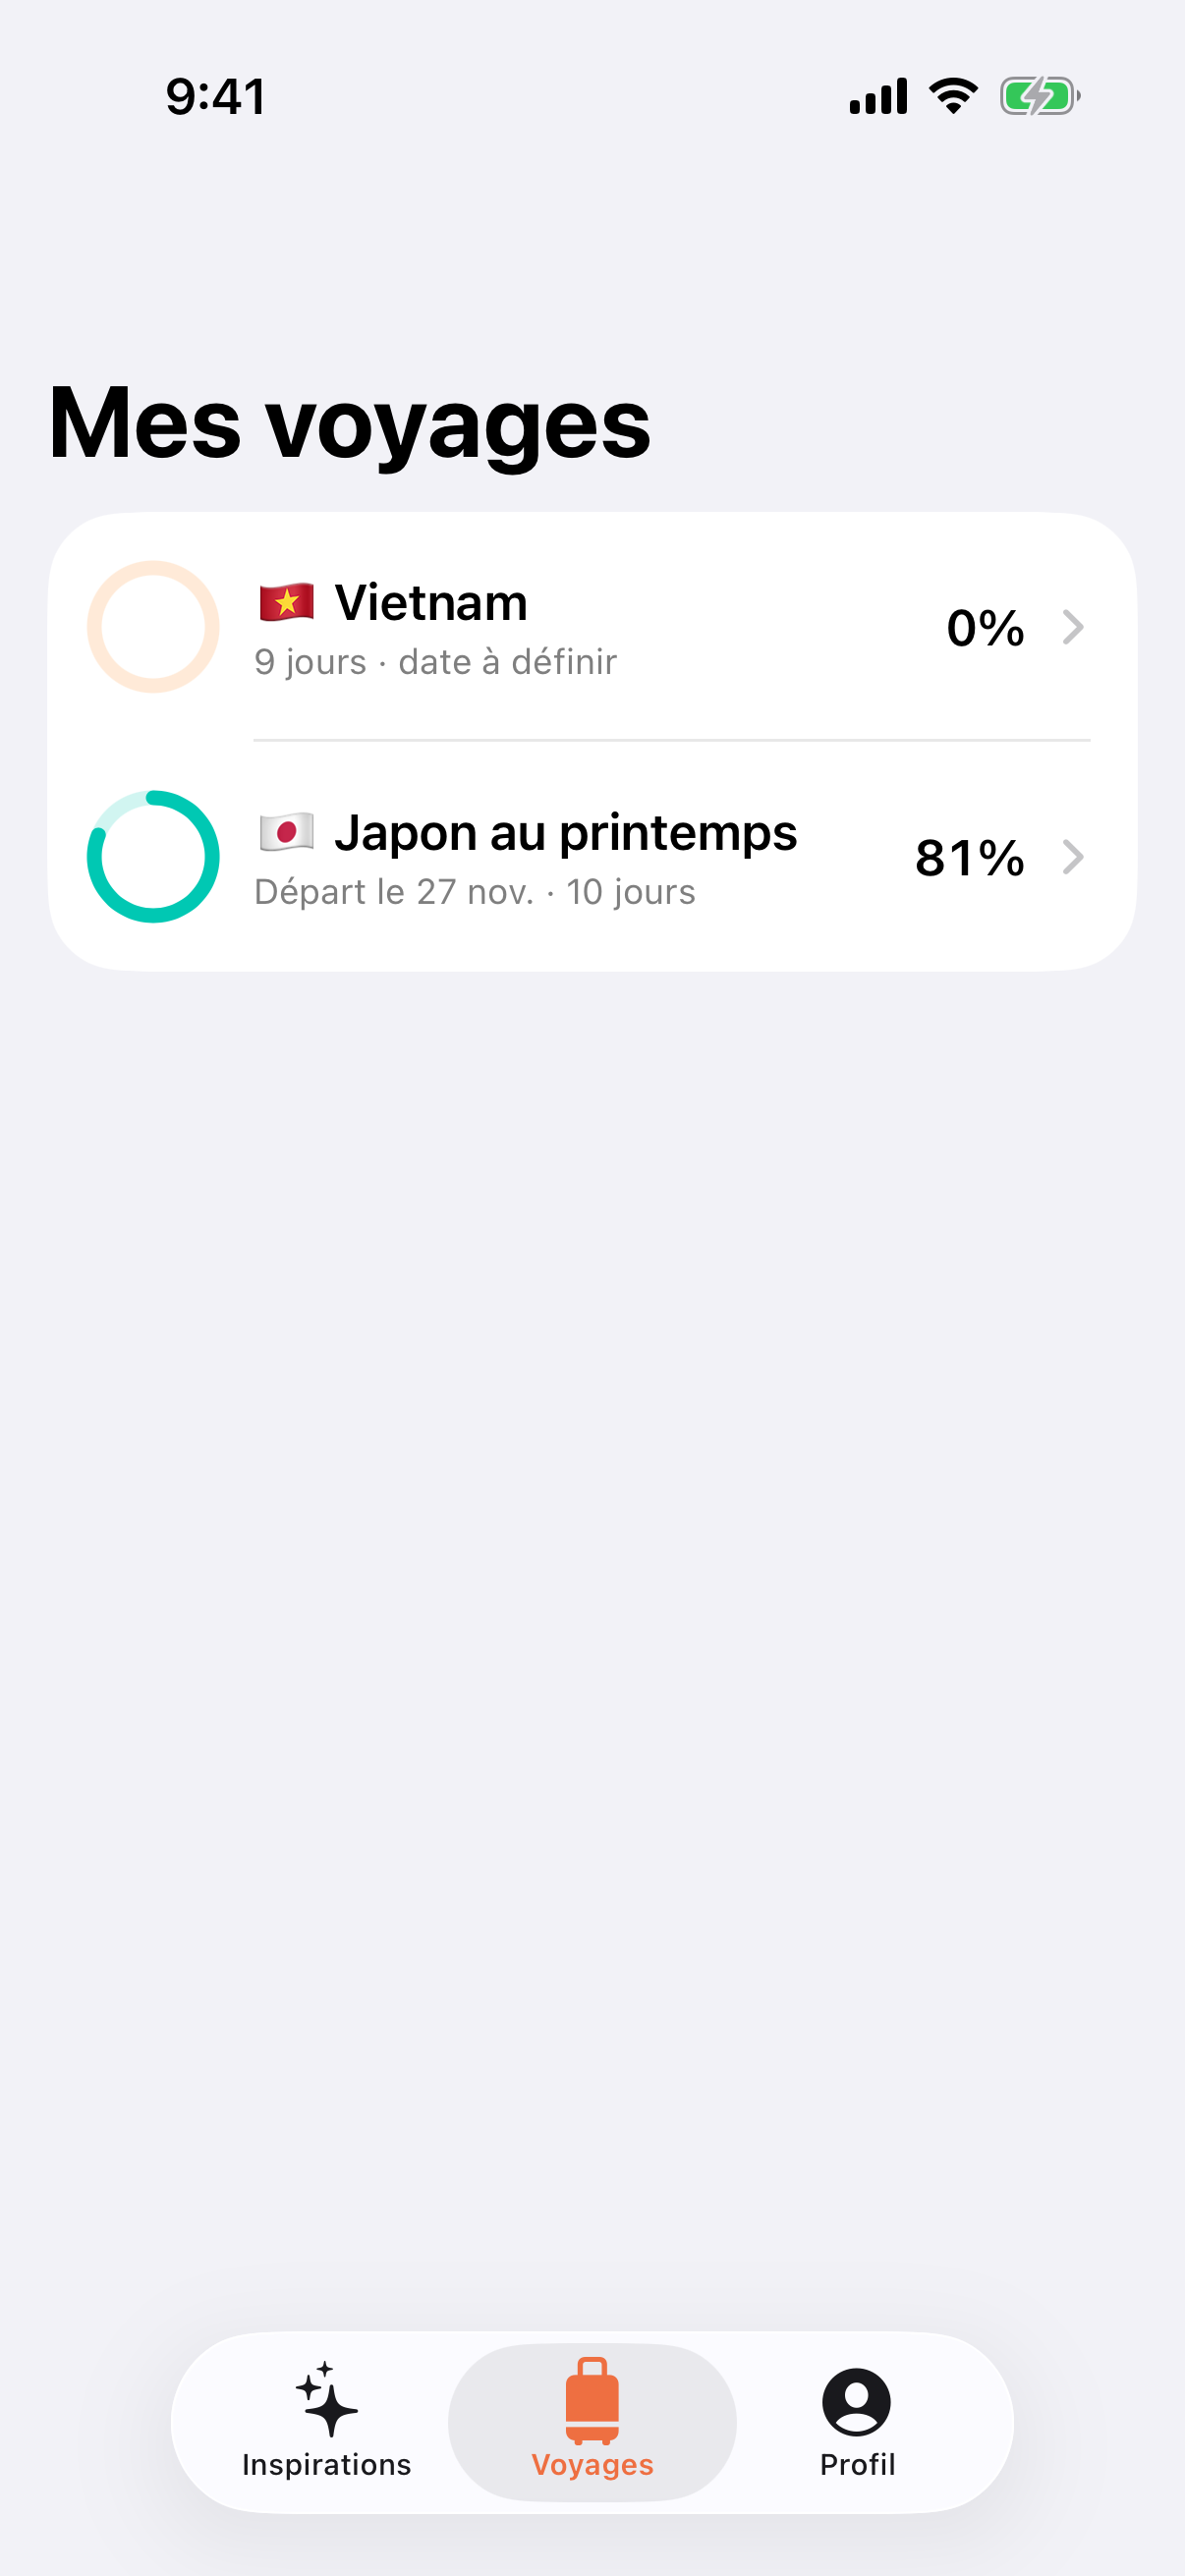 9:41
Mes voyages
🇻🇳 Vietnam
9 jours · date à définir
0%
🇯🇵 Japon au printemps
Départ le 27 nov. · 10 jours
81%
Inspirations
Voyages
Profil